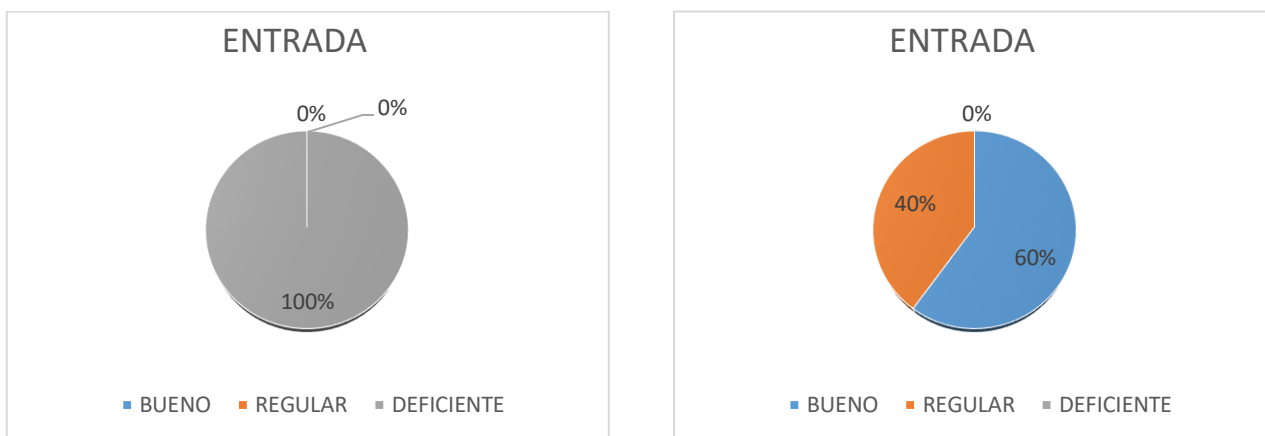 ENTRADA
0%
0%
100%
BUENO REGULAR DEFICIENTE
ENTRADA
0%
40%
60%
BUENO REGULAR DEFICIENTE